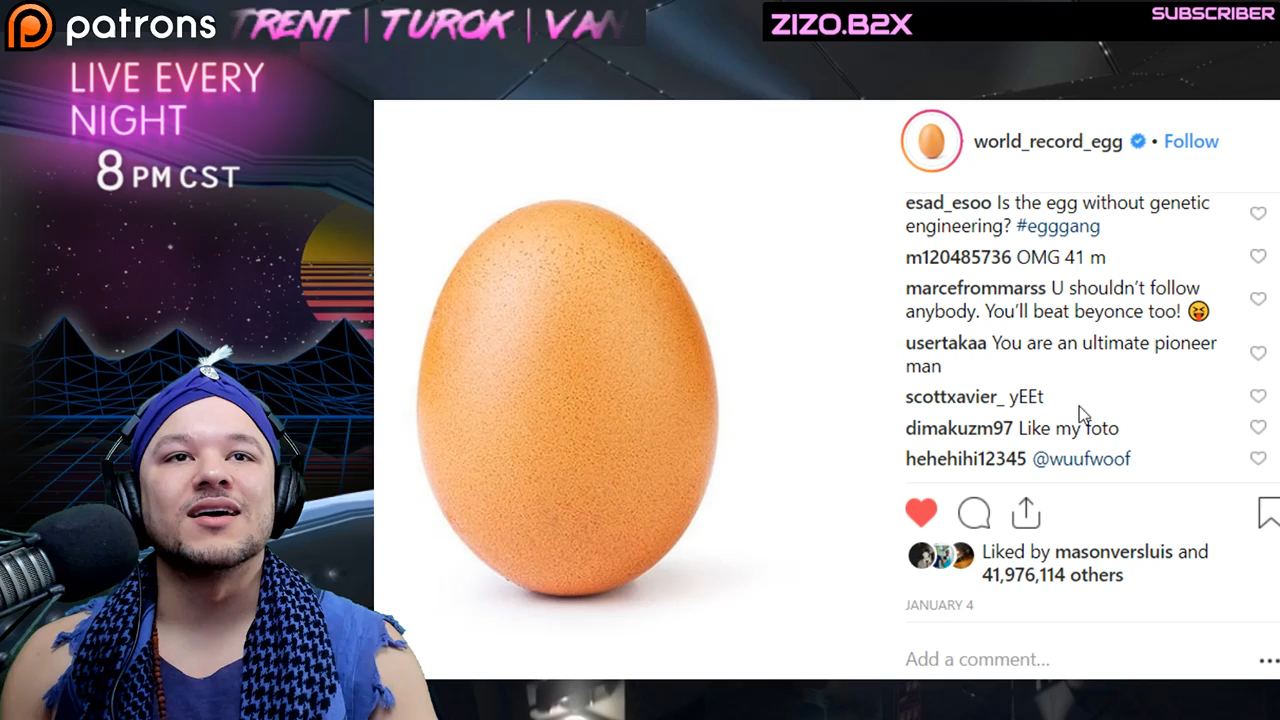 patrons
TRENT | TUROK | VAN
ZIZO.B2X
SUBSCRIBER
LIVE EVERY
NIGHT
8 PM CST
world_record_egg • Follow
esad_esoo Is the egg without genetic
engineering? #egggang
m120485736 OMG 41 m
marcefrommarss U shouldn't follow
anybody. You'll beat beyonce too! 😝
usertakaa You are an ultimate pioneer
man
scottxavier_ yEEt
dimakuzm97 Like my foto
hehehihi12345 @wuufwoof
Liked by masonversluis and
41,976,114 others
JANUARY 4
Add a comment...